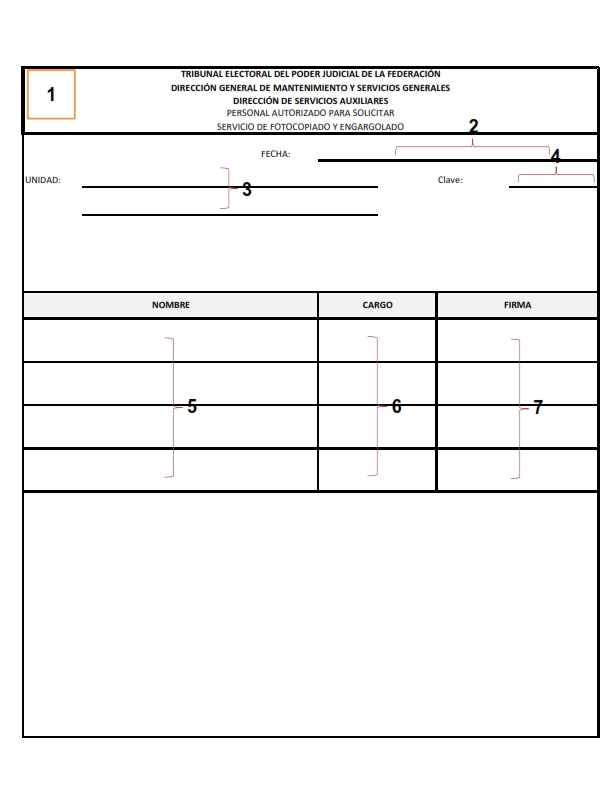 1
TRIBUNAL ELECTORAL DEL PODER JUDICIAL DE LA FEDERACIÓN
DIRECCIÓN GENERAL DE MANTENIMIENTO Y SERVICIOS GENERALES
DIRECCIÓN DE SERVICIOS AUXILIARES
PERSONAL AUTORIZADO PARA SOLICITAR
SERVICIO DE FOTOCOPIADO Y ENGARGOLADO
2
FECHA:
4
UNIDAD:
3
Clave:
NOMBRE CARGO FIRMA
5 6 7